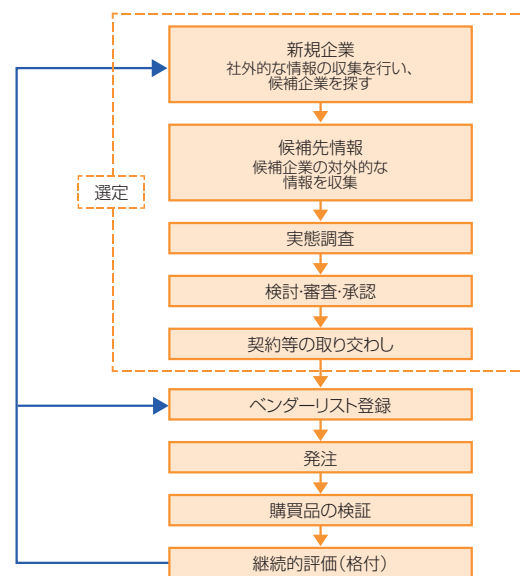 新規企業
社外的な情報の収集を行い、
候補企業を探す
候補先情報
候補企業の対外的な
情報を収集
選定
実態調査
検討・審査・承認
契約等の取り交わし
ベンダーリスト登録
発注
購買品の検証
継続的評価（格付）